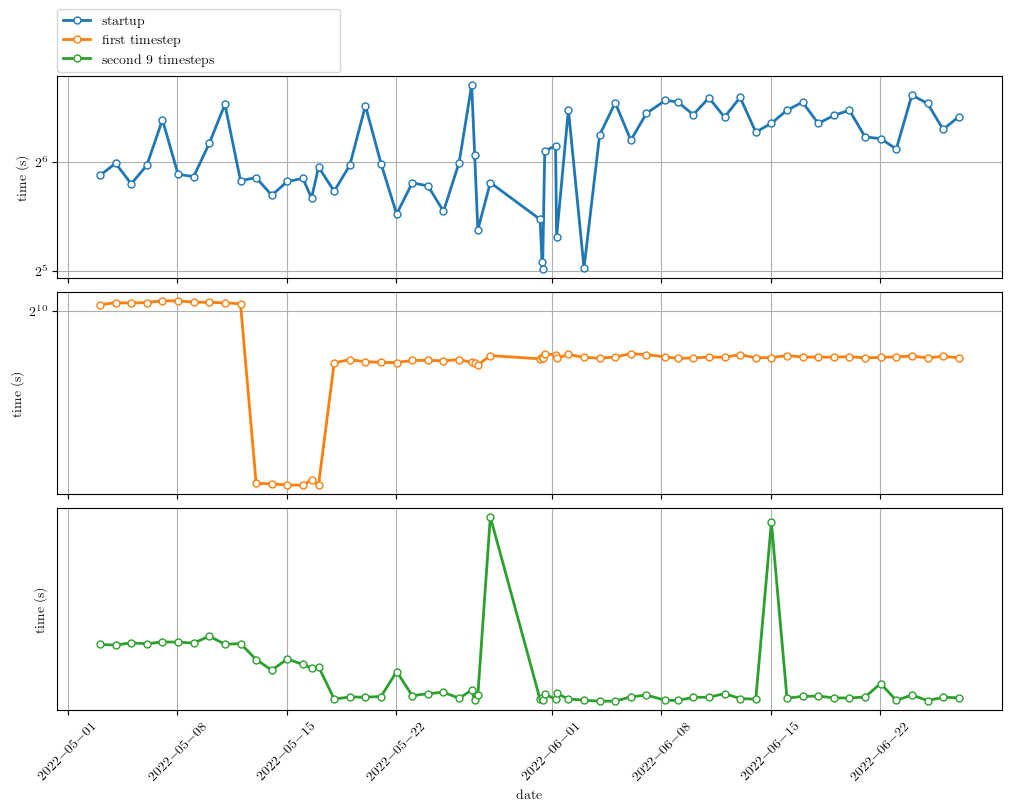 startup
first timestep
second 9 timesteps
time (s)
2^6
2^5
time (s)
2^10
time (s)
2022−05−01
2022−05−08
2022−05−15
2022−05−22
2022−06−01
2022−06−08
2022−06−15
2022−06−22
date